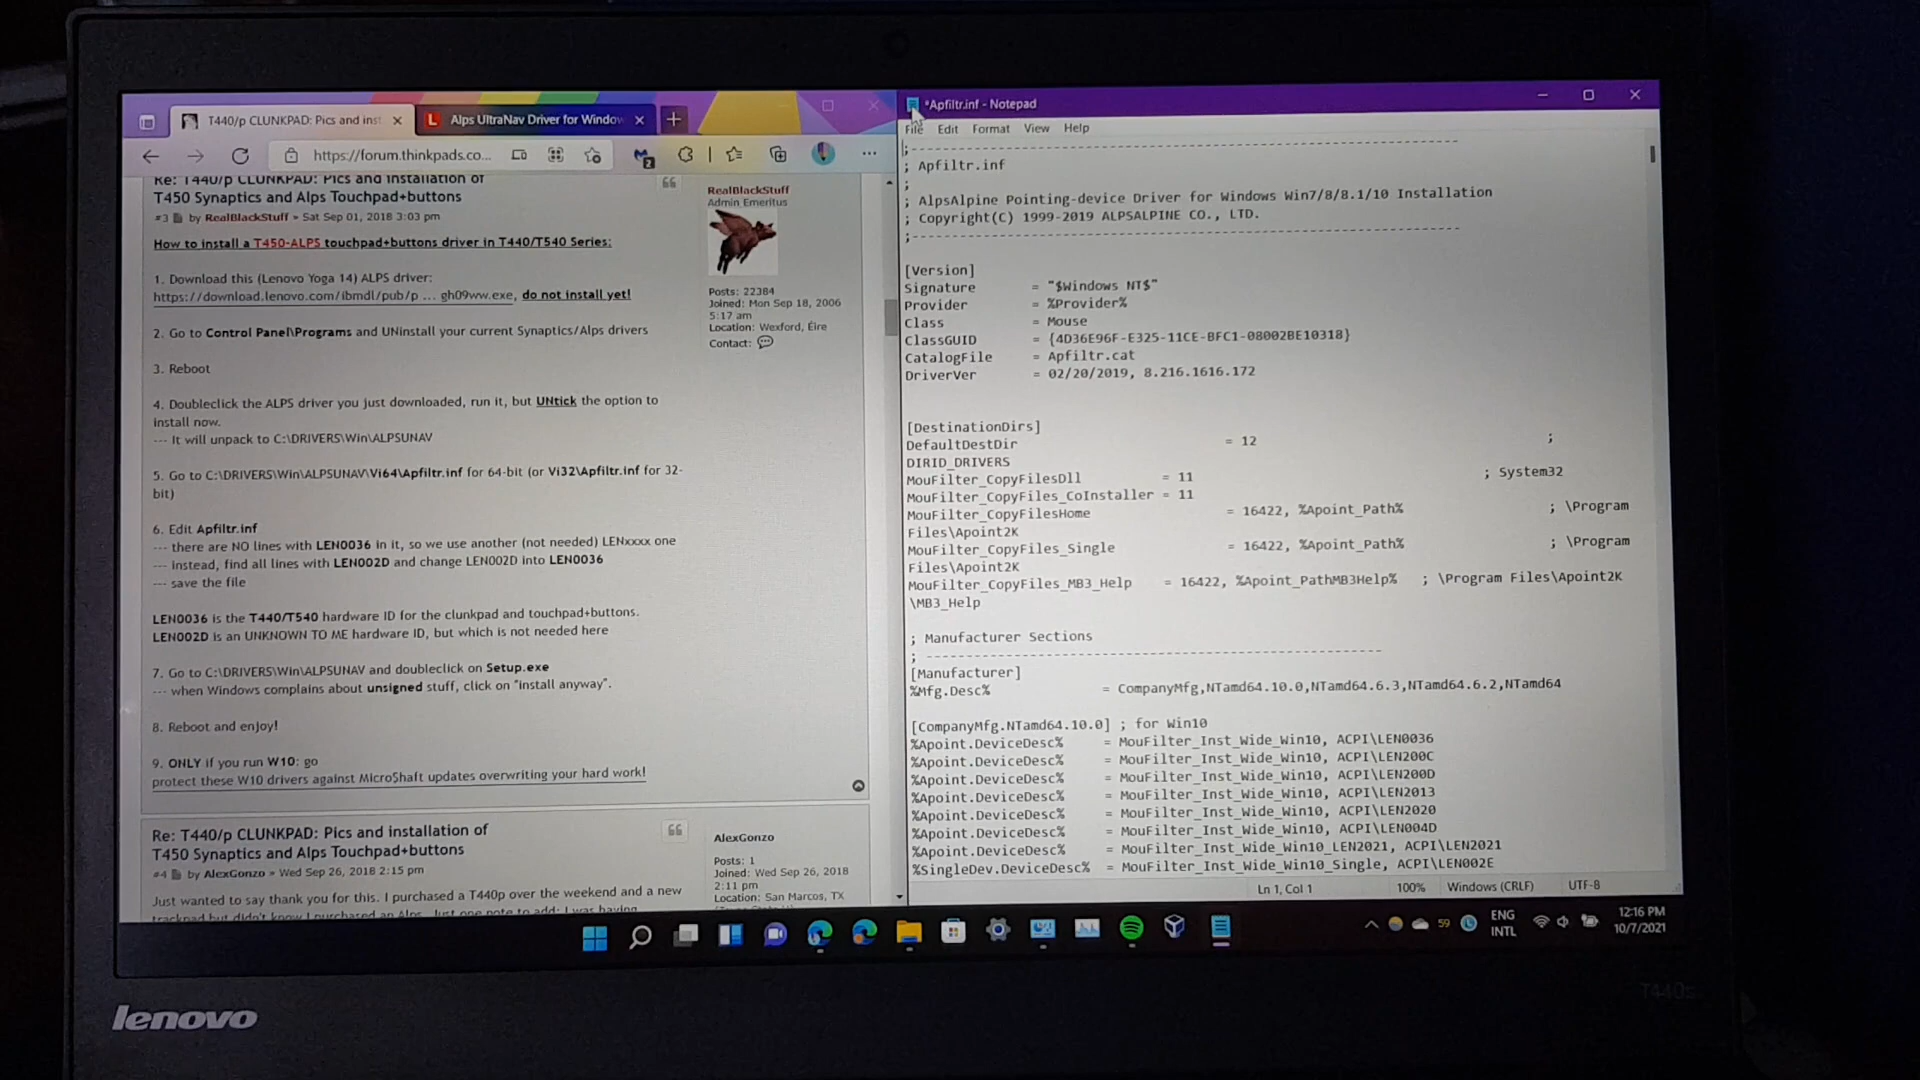 T440/p CLUNKPAD: Pics and inst
Alps UltraNav Driver for Window
https://forum.thinkpads.co...
2
Re: T440/p CLUNKPAD: Pics and installation of
T450 Synaptics and Alps Touchpad+buttons
#3 by RealBlackStuff » Sat Sep 01, 2018 3:03 pm
How to install a T450-ALPS touchpad+buttons driver in T440/T540 Series:
1. Download this (Lenovo Yoga 14) ALPS driver:
https://download.lenovo.com/ibmdl/pub/p ... gh09ww.exe, do not install yet!
2. Go to Control Panel\Programs and UNinstall your current Synaptics/Alps drivers
3. Reboot
4. Doubleclick the ALPS driver you just downloaded, run it, but UNtick the option to
install now.
--- It will unpack to C:\DRIVERS\Win\ALPSUNAV
5. Go to C:\DRIVERS\Win\ALPSUNAV\Vi64\Apfiltr.inf for 64-bit (or Vi32\Apfiltr.inf for 32-
bit)
6. Edit Apfiltr.inf
--- there are NO lines with LEN0036 in it, so we use another (not needed) LENxxxx one
--- instead, find all lines with LEN002D and change LEN002D into LEN0036
--- save the file
LEN0036 is the T440/T540 hardware ID for the clunkpad and touchpad+buttons.
LEN002D is an UNKNOWN TO ME hardware ID, but which is not needed here
7. Go to C:\DRIVERS\Win\ALPSUNAV and doubleclick on Setup.exe
--- when Windows complains about unsigned stuff, click on "install anyway".
8. Reboot and enjoy!
9. ONLY if you run W10: go
protect these W10 drivers against Micro$haft updates overwriting your hard work!
RealBlackStuff
Admin Emeritus
Posts: 22384
Joined: Mon Sep 18, 2006
5:17 am
Location: Wexford, Éire
Contact:
Re: T440/p CLUNKPAD: Pics and installation of
T450 Synaptics and Alps Touchpad+buttons
#4 by AlexGonzo » Wed Sep 26, 2018 2:15 pm
Just wanted to say thank you for this. I purchased a T440p over the weekend and a new
trackpad but didn't know I purchased an Alps. Just one note to add: I was having
AlexGonzo
Posts: 1
Joined: Wed Sep 26, 2018
2:11 pm
Location: San Marcos, TX
*Apfiltr.inf - Notepad
File Edit Format View Help
;---------------------------------------------------------------------
; Apfiltr.inf
;
; AlpsAlpine Pointing-device Driver for Windows Win7/8/8.1/10 Installation
; Copyright(C) 1999-2019 ALPSALPINE CO., LTD.
;---------------------------------------------------------------------
[Version]
Signature = "$Windows NT$"
Provider = %Provider%
Class = Mouse
ClassGUID = {4D36E96F-E325-11CE-BFC1-08002BE10318}
CatalogFile = Apfiltr.cat
DriverVer = 02/20/2019, 8.216.1616.172
[DestinationDirs]
DefaultDestDir = 12 ;
DIRID_DRIVERS
MouFilter_CopyFilesDll = 11 ; System32
MouFilter_CopyFiles_CoInstaller = 11
MouFilter_CopyFilesHome = 16422, %Apoint_Path% ; \Program
Files\Apoint2K
MouFilter_CopyFiles_Single = 16422, %Apoint_Path% ; \Program
Files\Apoint2K
MouFilter_CopyFiles_MB3_Help = 16422, %Apoint_PathMB3Help% ; \Program Files\Apoint2K
\MB3_Help
; Manufacturer Sections
; ----------------------------------------------------------
[Manufacturer]
%Mfg.Desc% = CompanyMfg,NTamd64.10.0,NTamd64.6.3,NTamd64.6.2,NTamd64
[CompanyMfg.NTamd64.10.0] ; for Win10
%Apoint.DeviceDesc% = MouFilter_Inst_Wide_Win10, ACPI\LEN0036
%Apoint.DeviceDesc% = MouFilter_Inst_Wide_Win10, ACPI\LEN200C
%Apoint.DeviceDesc% = MouFilter_Inst_Wide_Win10, ACPI\LEN200D
%Apoint.DeviceDesc% = MouFilter_Inst_Wide_Win10, ACPI\LEN2013
%Apoint.DeviceDesc% = MouFilter_Inst_Wide_Win10, ACPI\LEN2020
%Apoint.DeviceDesc% = MouFilter_Inst_Wide_Win10, ACPI\LEN004D
%Apoint.DeviceDesc% = MouFilter_Inst_Wide_Win10_LEN2021, ACPI\LEN2021
%SingleDev.DeviceDesc% = MouFilter_Inst_Wide_Win10_Single, ACPI\LEN002E
Ln 1, Col 1 100% Windows (CRLF) UTF-8
59
ENG
INTL
12:16 PM
10/7/2021
lenovo
T440s